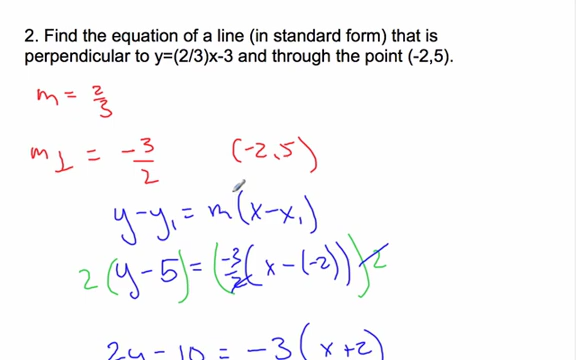 2. Find the equation of a line (in standard form) that is
perpendicular to y=(2/3)x-3 and through the point (-2,5).
m = 2/3
m⊥ = -3/2 (-2,5)
y-y₁ = m(x-x₁)
2(y-5) = (-3/2(x-(-2)))2
2y-10 = -3(x+2)